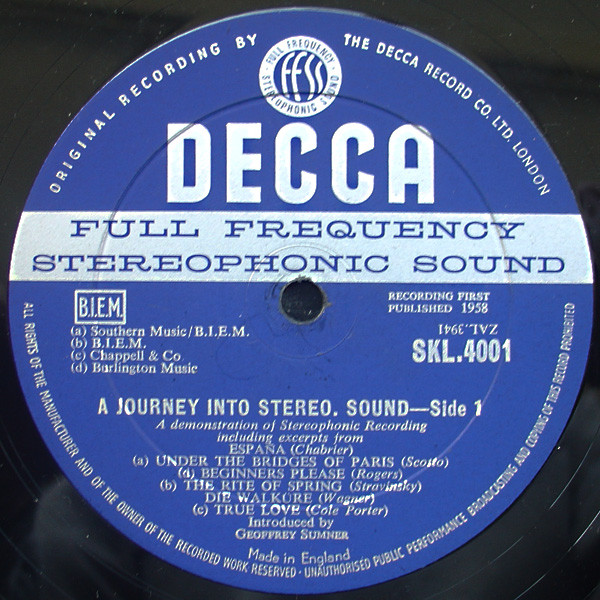 ORIGINAL RECORDING BY THE DECCA RECORD CO. LTD. LONDON
FULL FREQUENCY
STEREOPHONIC SOUND
FFSS
DECCA
FULL FREQUENCY
STEREOPHONIC SOUND
B.I.E.M.
(a) Southern Music/B.I.E.M.
(b) B.I.E.M.
(c) Chappell & Co.
(d) Burlington Music
RECORDING FIRST
PUBLISHED 1958
ZAL.3941
SKL.4001
A JOURNEY INTO STEREO. SOUND—Side 1
A demonstration of Stereophonic Recording
including excerpts from
ESPAÑA (Chabrier)
(a) UNDER THE BRIDGES OF PARIS (Scotto)
(d) BEGINNERS PLEASE (Rogers)
(b) THE RITE OF SPRING (Stravinsky)
DIE WALKÜRE (Wagner)
(c) TRUE LOVE (Cole Porter)
Introduced by
GEOFFREY SUMNER
Made in England
ALL RIGHTS OF THE MANUFACTURER AND OF THE OWNER OF THE RECORDED WORK RESERVED · UNAUTHORISED PUBLIC PERFORMANCE BROADCASTING AND COPYING OF THIS RECORD PROHIBITED